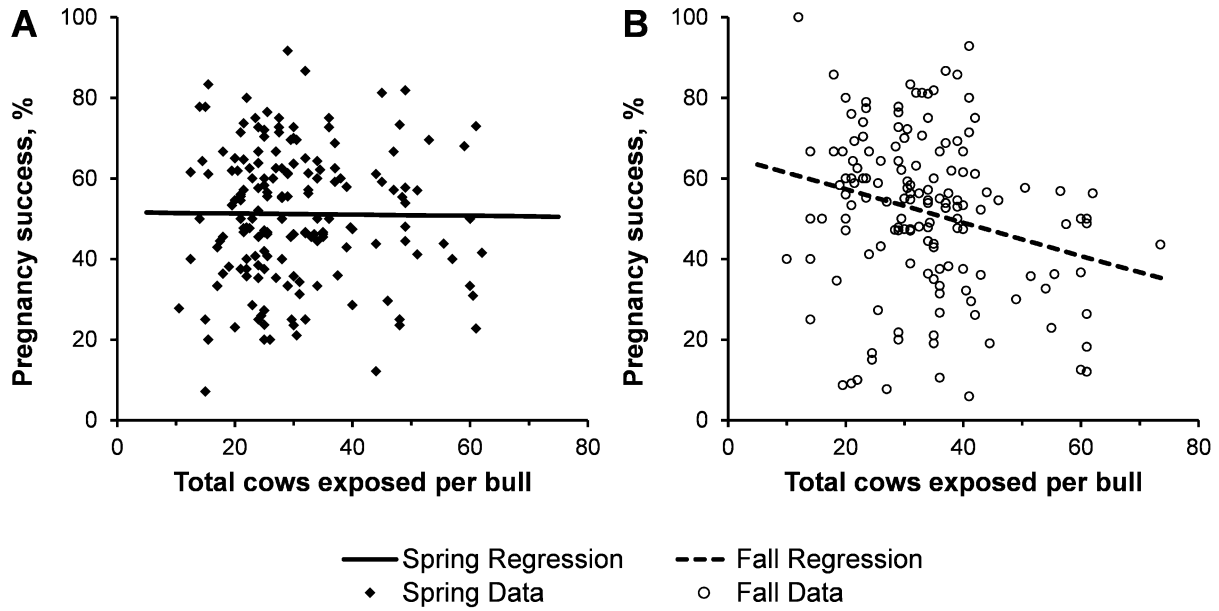 A
B
Pregnancy success, %
100
80
60
40
20
0
0 20 40 60 80
Total cows exposed per bull
Pregnancy success, %
100
80
60
40
20
0
0 20 40 60 80
Total cows exposed per bull
Spring Regression
Fall Regression
Spring Data
Fall Data